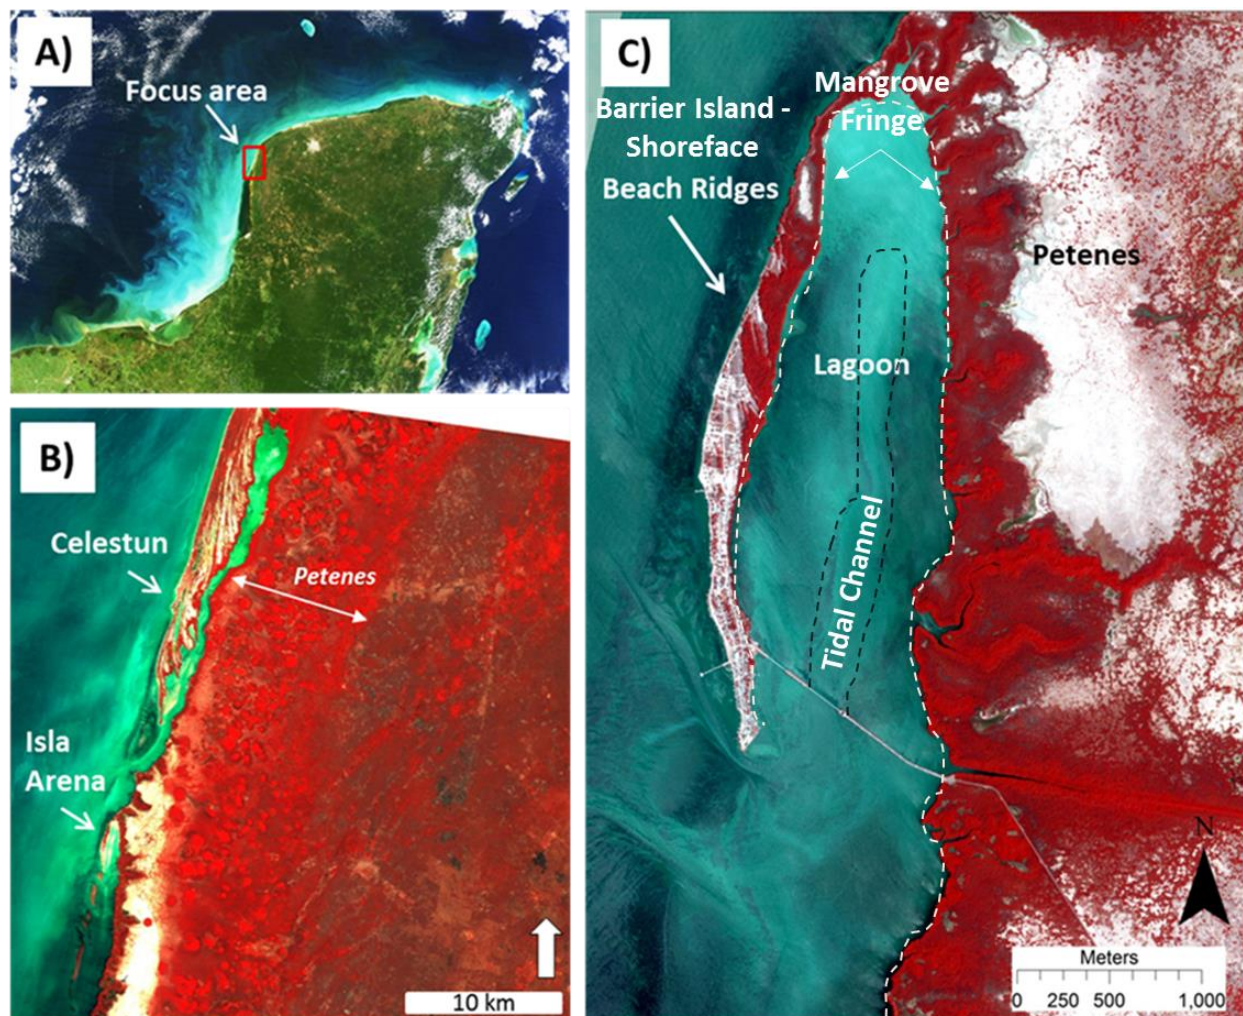 A)
Focus area
B)
Celestun
Petenes
Isla
Arena
10 km
C)
Mangrove
Fringe
Barrier Island -
Shoreface
Beach Ridges
Petenes
Lagoon
Tidal Channel
N
Meters
0 250 500 1,000